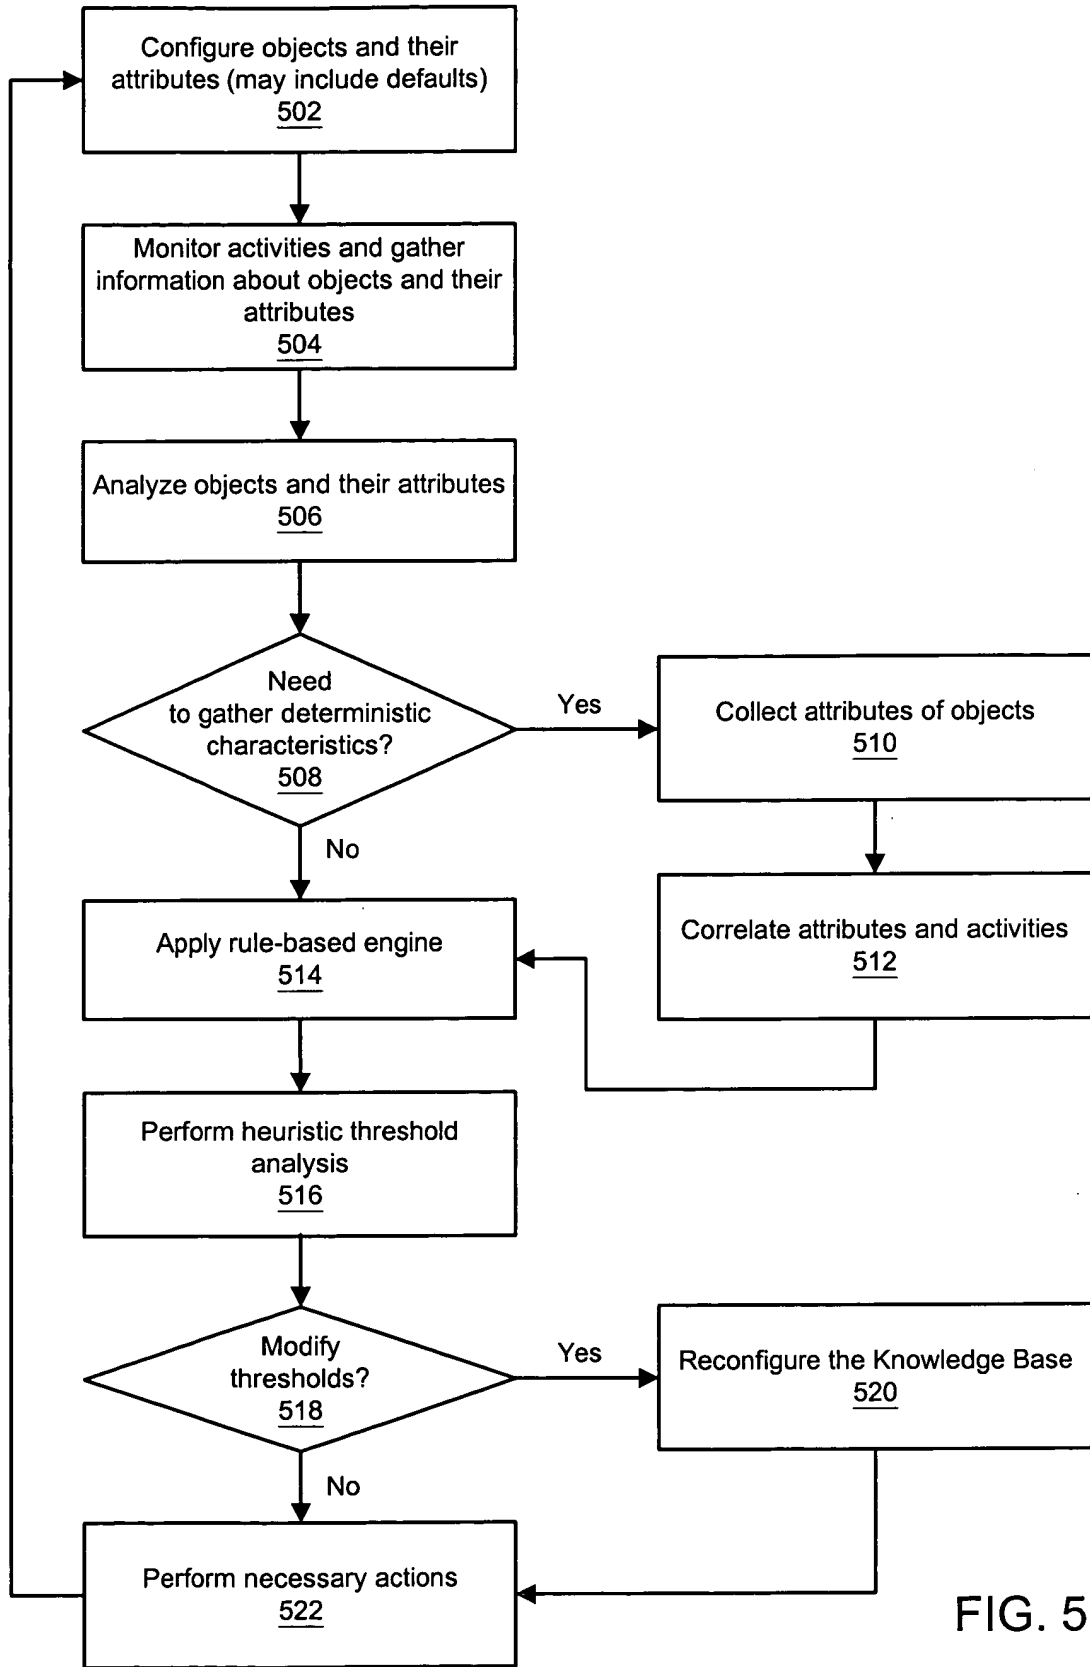 Configure objects and their
attributes (may include defaults)
502
Monitor activities and gather
information about objects and their
attributes
504
Analyze objects and their attributes
506
Need
to gather deterministic
characteristics?
508
Yes
Collect attributes of objects
510
No
Correlate attributes and activities
512
Apply rule-based engine
514
Perform heuristic threshold
analysis
516
Modify
thresholds?
518
Yes
Reconfigure the Knowledge Base
520
No
Perform necessary actions
522
FIG. 5